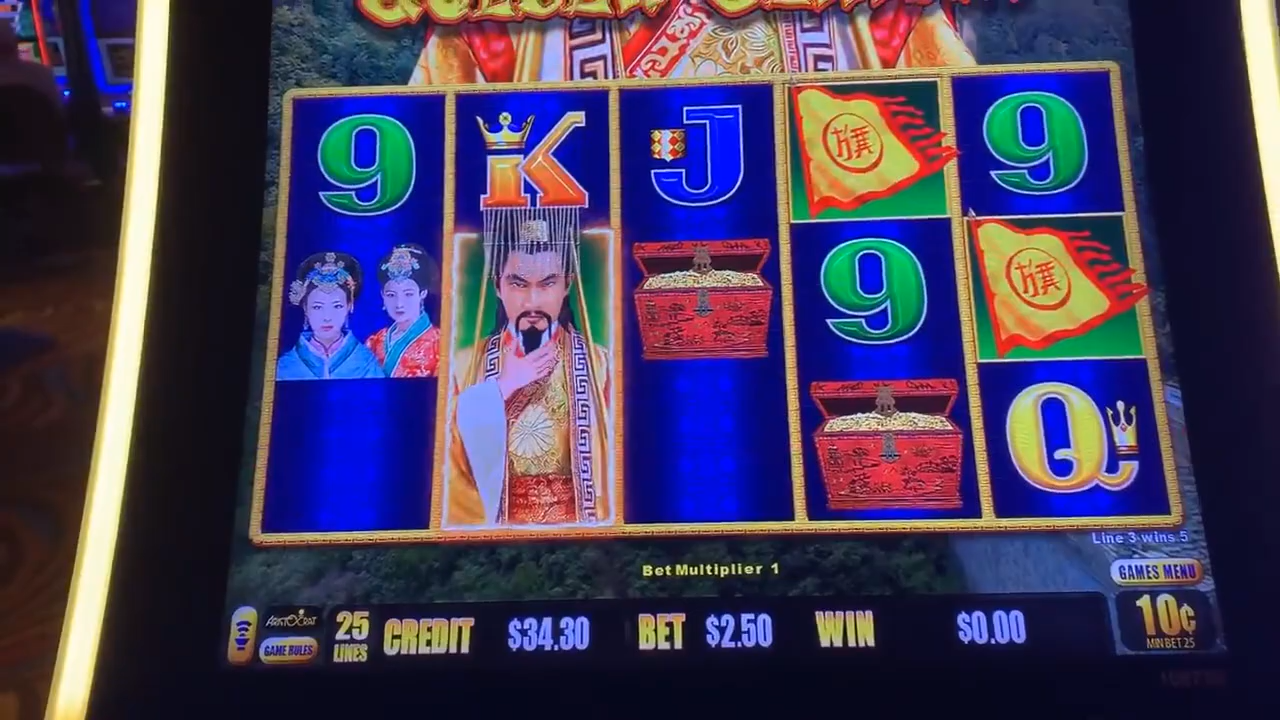 9 K J 旗 9
9 旗
Q
Line 3 wins 5
Bet Multiplier 1
GAMES MENU
ARISTOCRAT
GAME RULES
25
LINES
CREDIT $34.30 BET $2.50 WIN $0.00
10¢
MIN BET 25